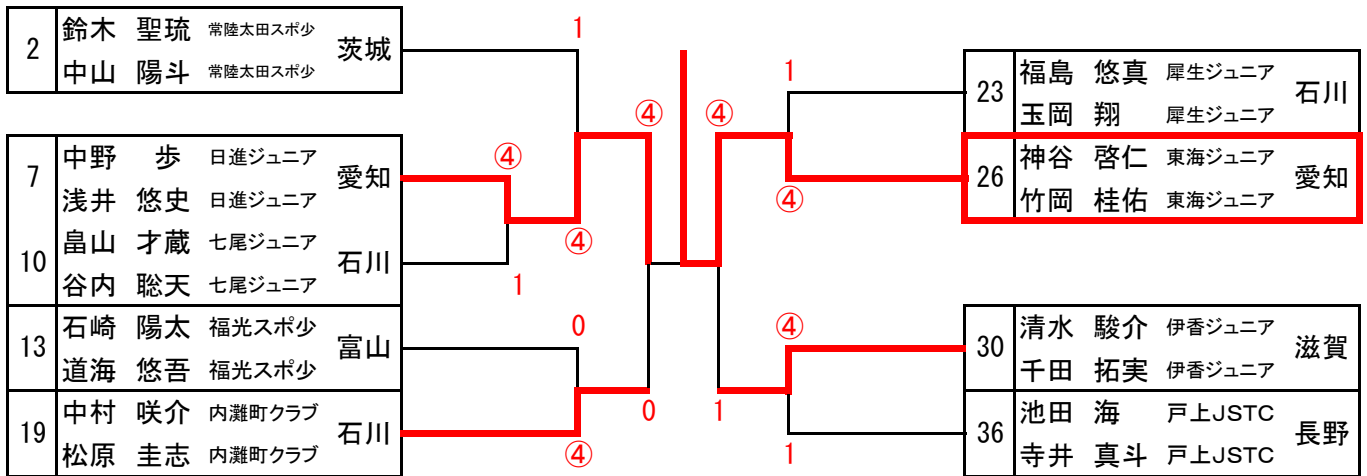 2 鈴木 聖琉 常陸太田スポ少 茨城
中山 陽斗 常陸太田スポ少
7 中野 歩 日進ジュニア 愛知
浅井 悠史 日進ジュニア
10 畠山 才蔵 七尾ジュニア 石川
谷内 聡天 七尾ジュニア
13 石崎 陽太 福光スポ少 富山
道海 悠吾 福光スポ少
19 中村 咲介 内灘町クラブ 石川
松原 圭志 内灘町クラブ
1
④
④
④
1
0
0
④
④
1
④
④
1
1
23 福島 悠真 犀生ジュニア 石川
玉岡 翔 犀生ジュニア
26 神谷 啓仁 東海ジュニア 愛知
竹岡 桂佑 東海ジュニア
30 清水 駿介 伊香ジュニア 滋賀
千田 拓実 伊香ジュニア
36 池田 海 戸上JSTC 長野
寺井 真斗 戸上JSTC